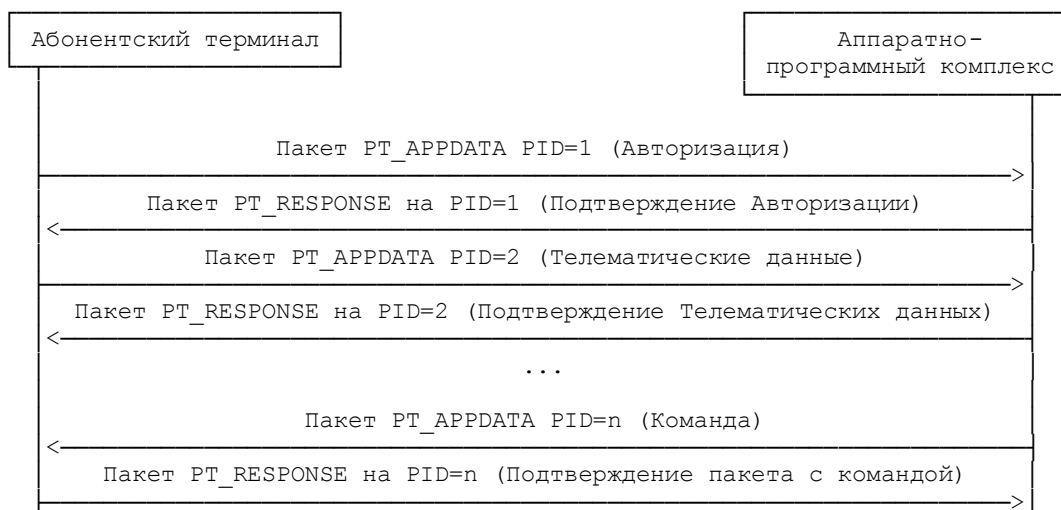 Абонентский терминал
Аппаратно-
программный комплекс
Пакет PT_APPDATA PID=1 (Авторизация)
Пакет PT_RESPONSE на PID=1 (Подтверждение Авторизации)
Пакет PT_APPDATA PID=2 (Телематические данные)
Пакет PT_RESPONSE на PID=2 (Подтверждение Телематических данных)
...
Пакет PT_APPDATA PID=n (Команда)
Пакет PT_RESPONSE на PID=n (Подтверждение пакета с командой)